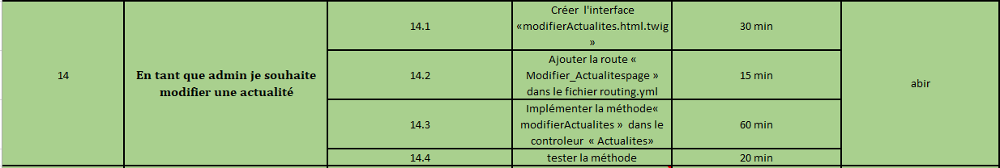 14
En tant que admin je souhaite
modifier une actualité
14.1
Créer l'interface
«modifierActualites.html.twig
»
30 min
14.2
Ajouter la route «
Modifier_Actualitespage »
dans le fichier routing.yml
15 min
14.3
Implémenter la méthode«
modifierActualites » dans le
controleur « Actualites»
60 min
14.4
tester la méthode
20 min
abir